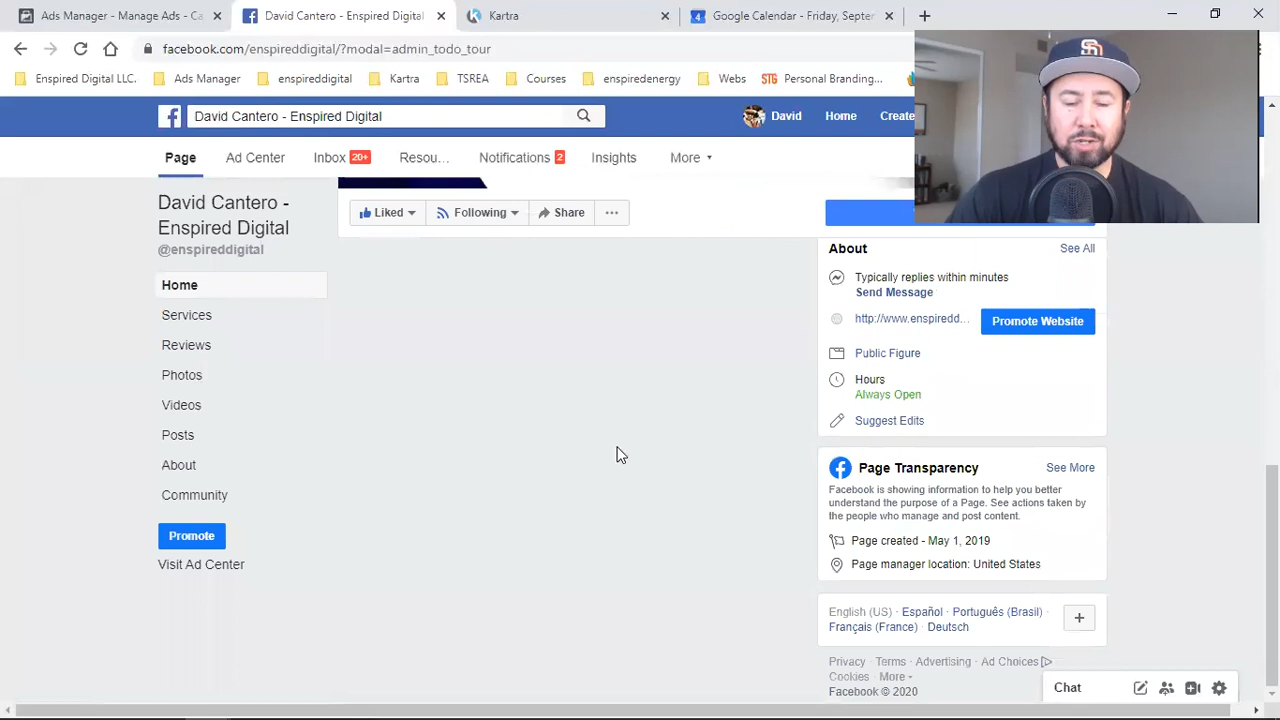 Ads Manager - Manage Ads - Ca
David Cantero - Enspired Digital
Kartra
Google Calendar - Friday, Septem
facebook.com/enspireddigital/?modal=admin_todo_tour
Enspired Digital LLC.
Ads Manager
enspireddigital
Kartra
TSREA
Courses
enspiredenergy
Webs
STG Personal Branding...
David Cantero - Enspired Digital
David
Home
Create
Page
Ad Center
Inbox 20+
Resou...
Notifications 2
Insights
More
David Cantero -
Enspired Digital
@enspireddigital
Liked
Following
Share
...
Home
Services
Reviews
Photos
Videos
Posts
About
Community
Promote
Visit Ad Center
About
See All
Typically replies within minutes
Send Message
http://www.enspiredd...
Promote Website
Public Figure
Hours
Always Open
Suggest Edits
Page Transparency
See More
Facebook is showing information to help you better
understand the purpose of a Page. See actions taken by
the people who manage and post content.
Page created - May 1, 2019
Page manager location: United States
English (US) · Español · Português (Brasil) ·
Français (France) · Deutsch
+
Privacy · Terms · Advertising · Ad Choices
Cookies · More
Facebook © 2020
Chat